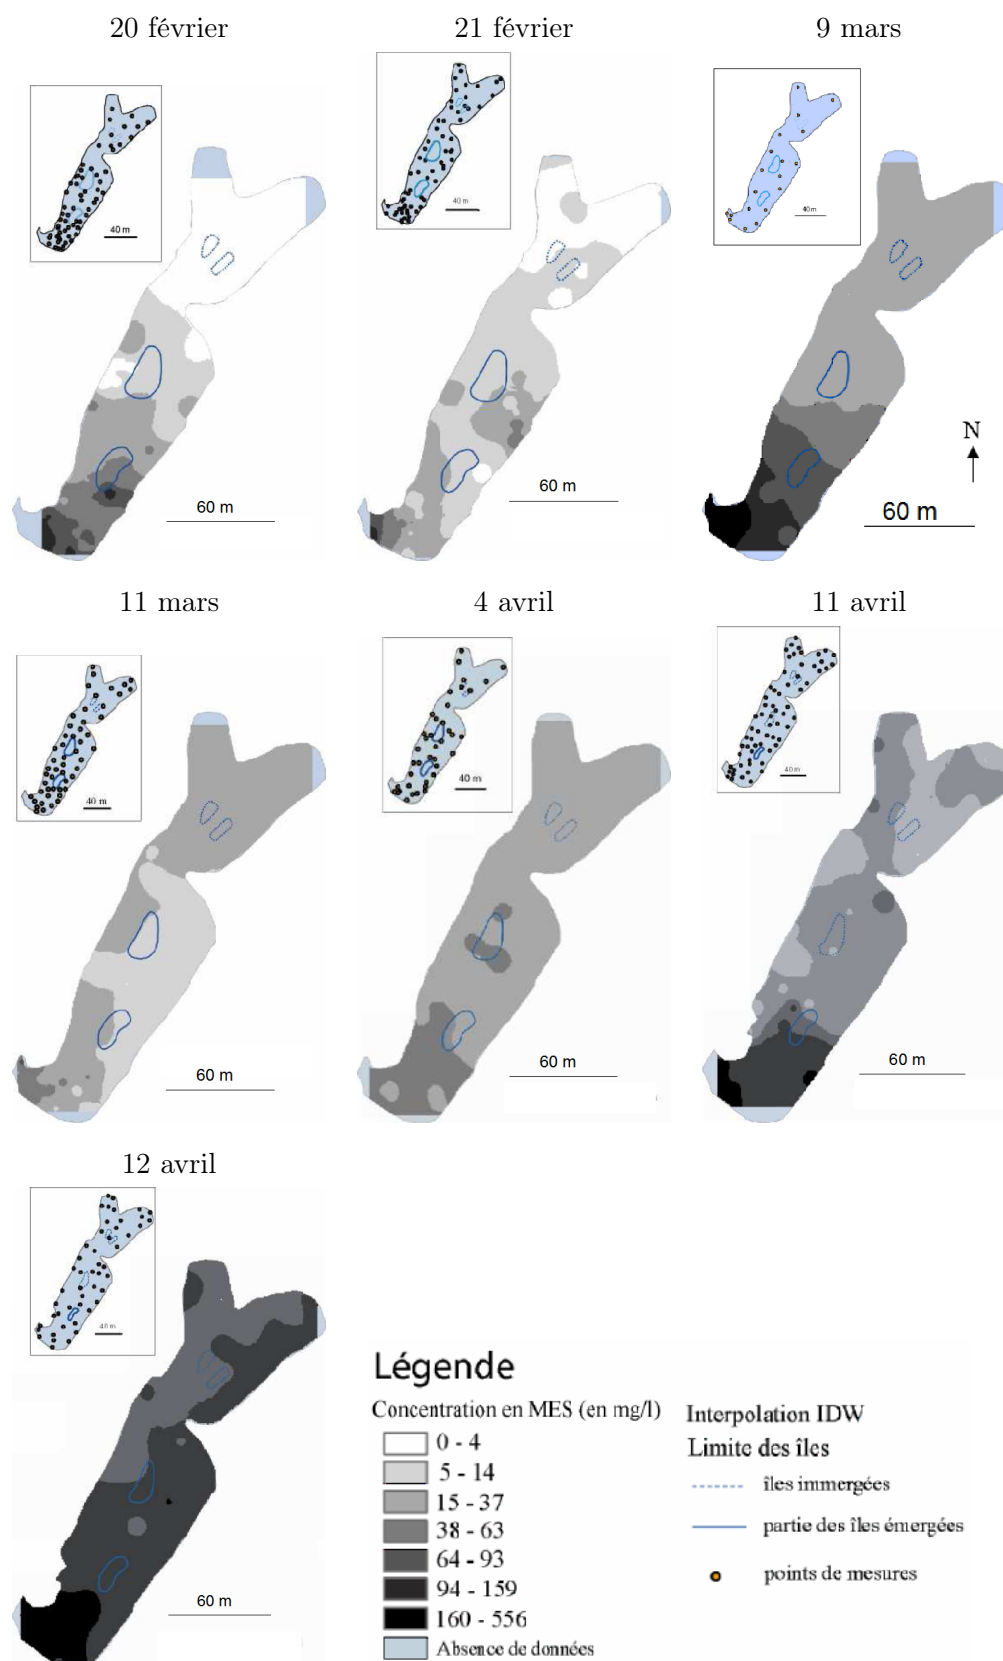 20 février
21 février
9 mars
40 m
40 m
40 m
60 m
60 m
60 m
N
11 mars
4 avril
11 avril
40 m
40 m
40 m
60 m
60 m
60 m
12 avril
40 m
60 m
Légende
Concentration en MES (en mg/l)
0 - 4
5 - 14
15 - 37
38 - 63
64 - 93
94 - 159
160 - 556
Absence de données
Interpolation IDW
Limite des îles
îles immergées
partie des îles émergées
points de mesures